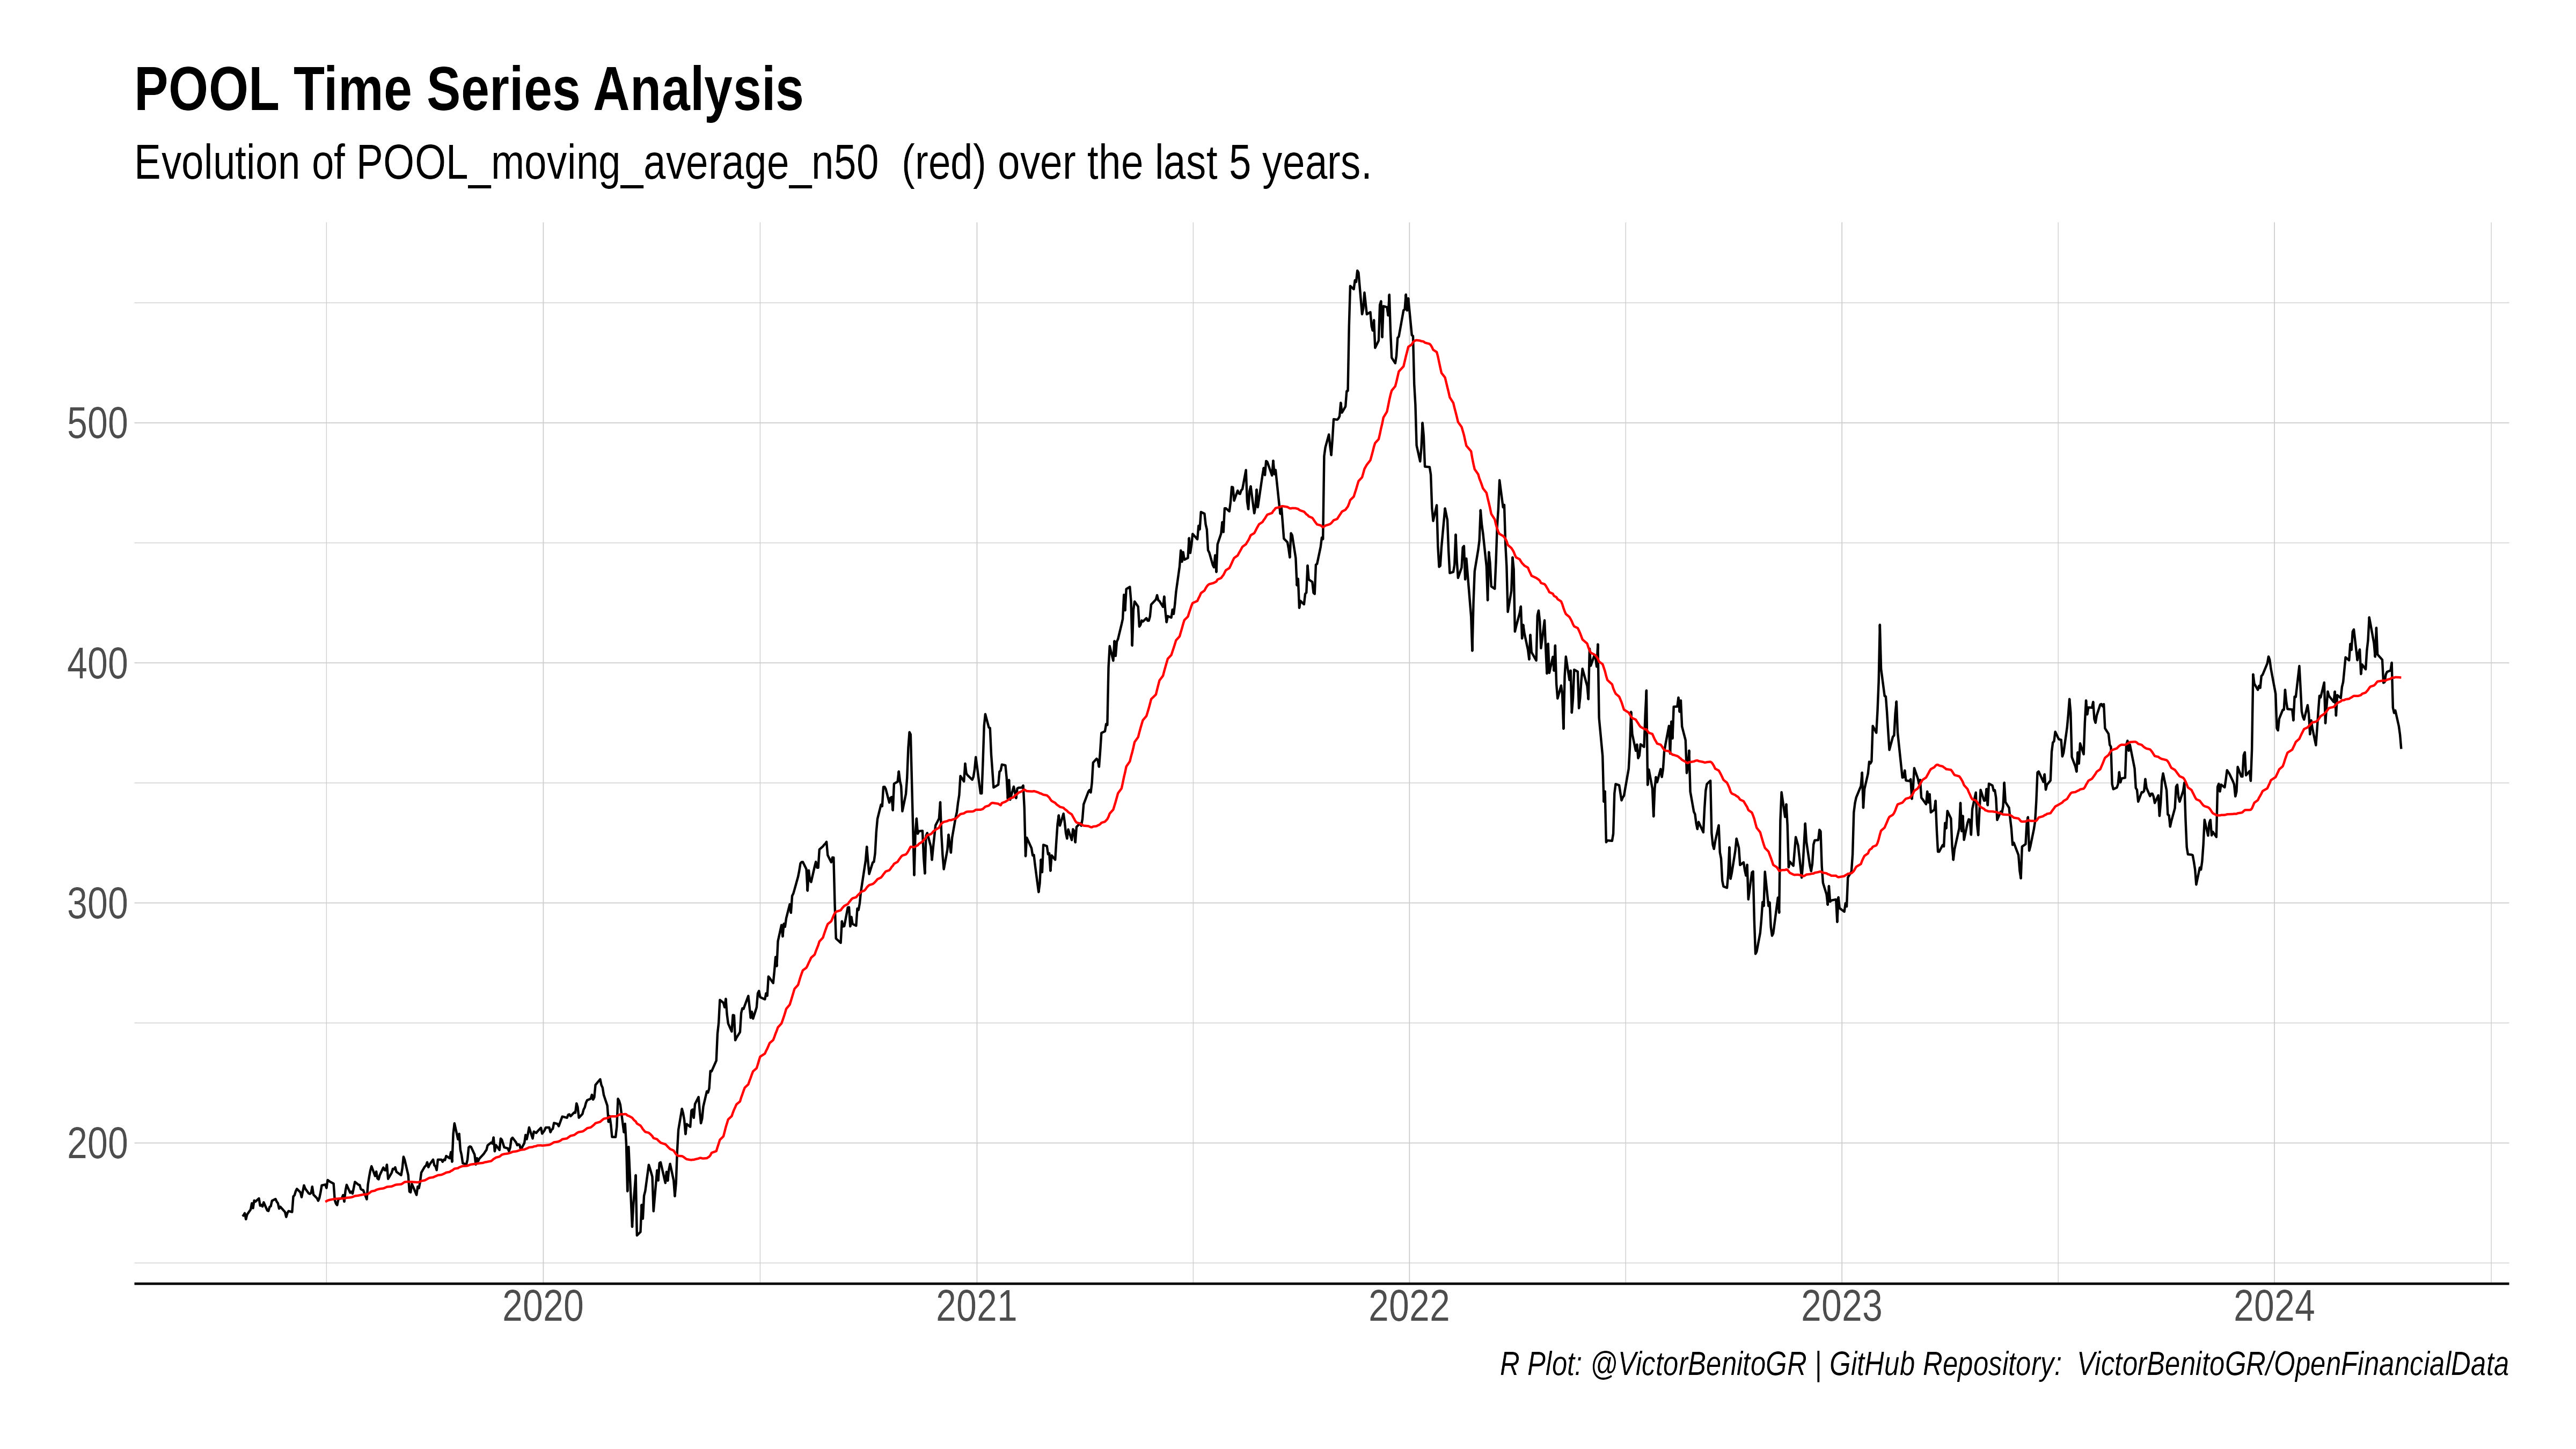 POOL Time Series Analysis
Evolution of POOL_moving_average_n50  (red) over the last 5 years.
500
400
300
200
2020 2021 2022 2023 2024
R Plot: @VictorBenitoGR | GitHub Repository:  VictorBenitoGR/OpenFinancialData